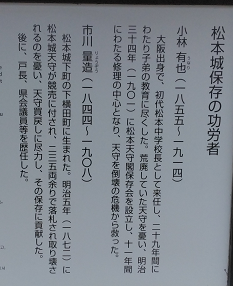 松本城保存の功労者
小林 有也(一八五五～一九一四)
大阪出身で、初代松本中学校長として来任し、二十九年間に
わたり子弟の教育に尽くした。荒廃していた天守を憂い、明治
三十四年(一九〇一)に松本天守閣保存会を設立し、十一年間
にわたる修理の中心となり、天守を倒壊の危機から救った。
市川 量造(一八四四～一九〇八)
松本城下町の下横田町に生まれた。明治五年(一八七二)に
松本城天守が競売に付され、二三五両余りで落札され取り壊さ
れるのを憂い、天守買戻しに尽力し、その保存に貢献した。
後に、戸長、県会議員等を歴任した。